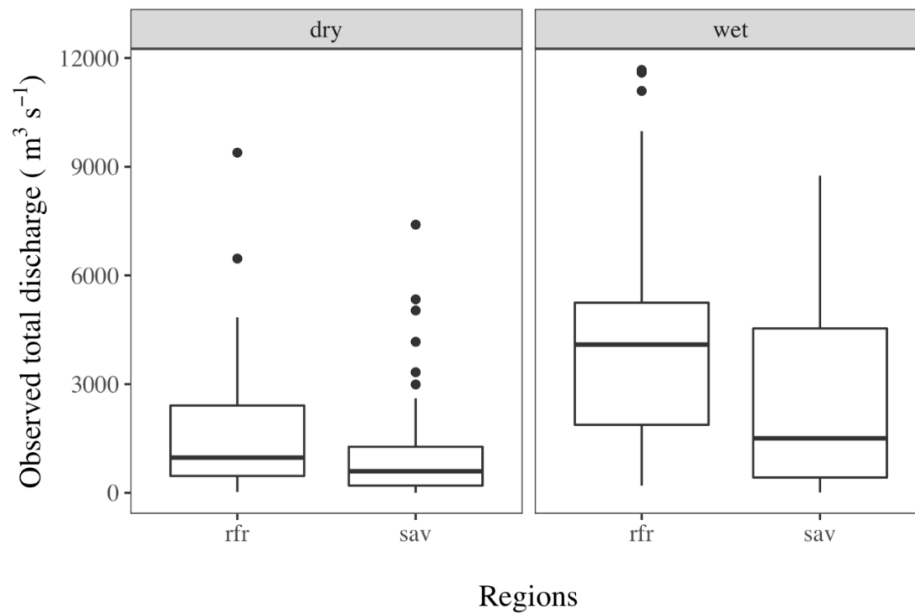 dry
wet
Observed total discharge ( m³ s⁻¹)
12000
9000
6000
3000
0
rfr
sav
rfr
sav
Regions